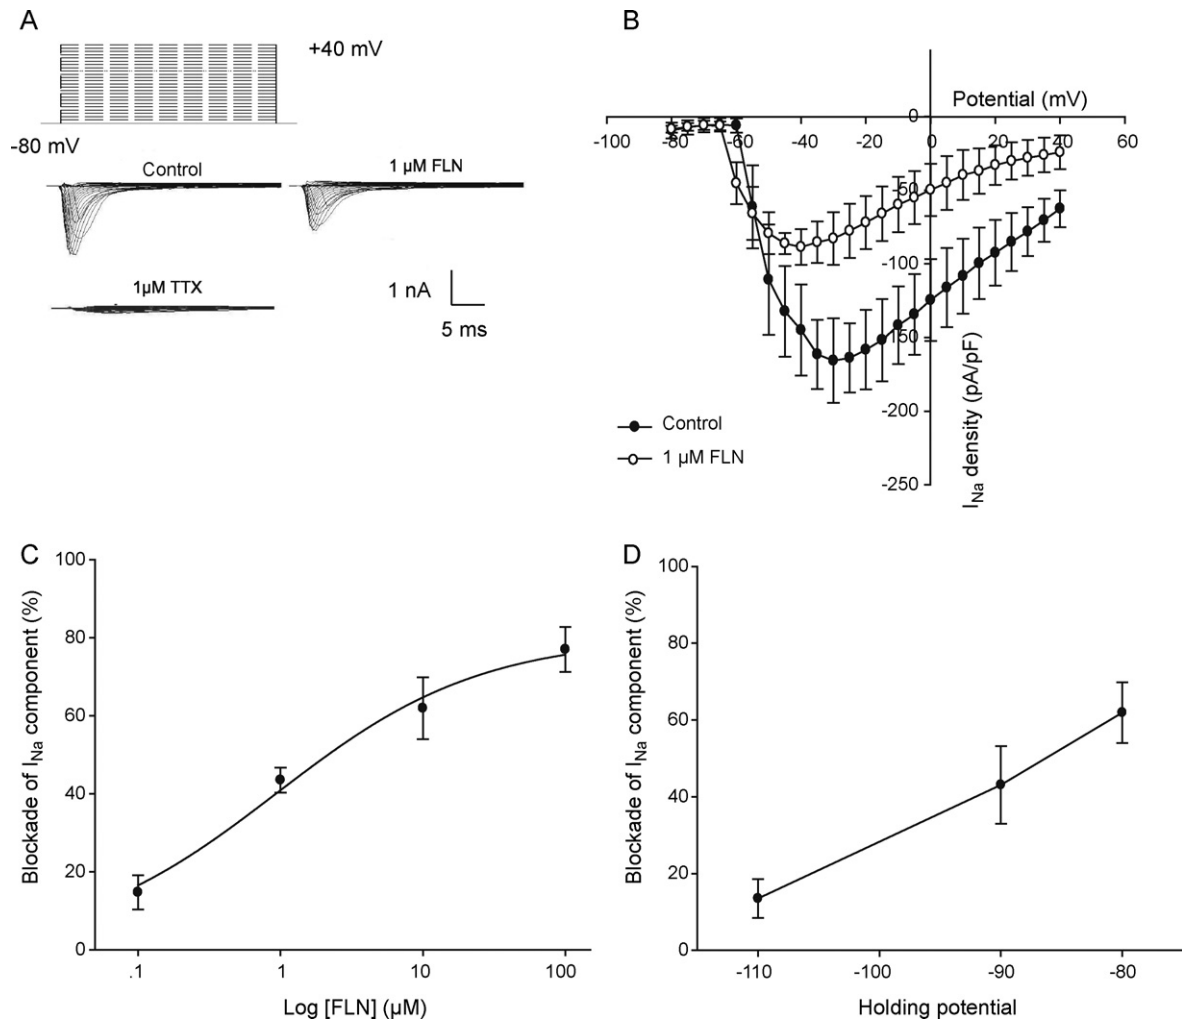 A
+40 mV
-80 mV
Control
1 µM FLN
1µM TTX
1 nA
5 ms
B
Potential (mV)
0
-100 -80 -60 -40 -20 0 20 40 60
-50
-100
-150
-200
-250
I_Na density (pA/pF)
Control
1 µM FLN
C
Blockade of I_Na component (%)
100
80
60
40
20
0
.1 1 10 100
Log [FLN] (µM)
D
Blockade of I_Na component (%)
100
80
60
40
20
0
-110 -100 -90 -80
Holding potential